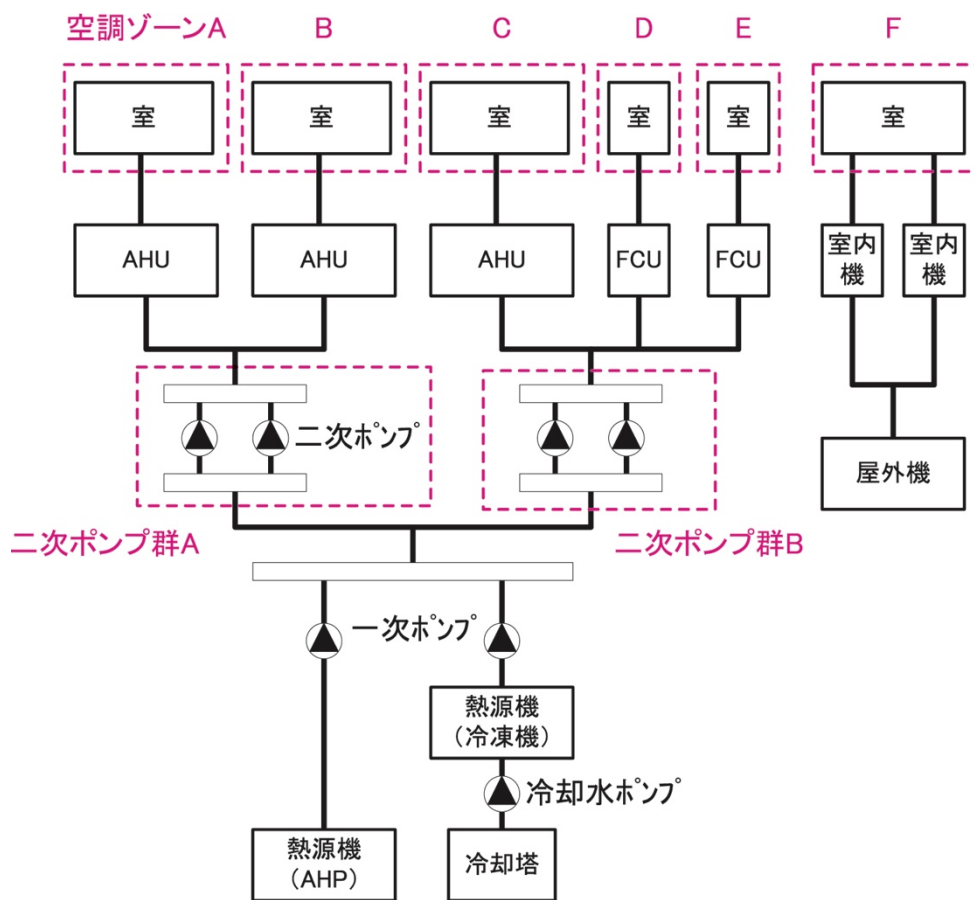 空調ゾーンA B C D E F
室 室 室 室 室 室
AHU AHU AHU FCU FCU 室内機 室内機
二次ﾎﾟﾝﾌﾟ
屋外機
二次ポンプ群A 二次ポンプ群B
一次ﾎﾟﾝﾌﾟ
熱源機
(冷凍機)
冷却水ﾎﾟﾝﾌﾟ
熱源機
(AHP)
冷却塔